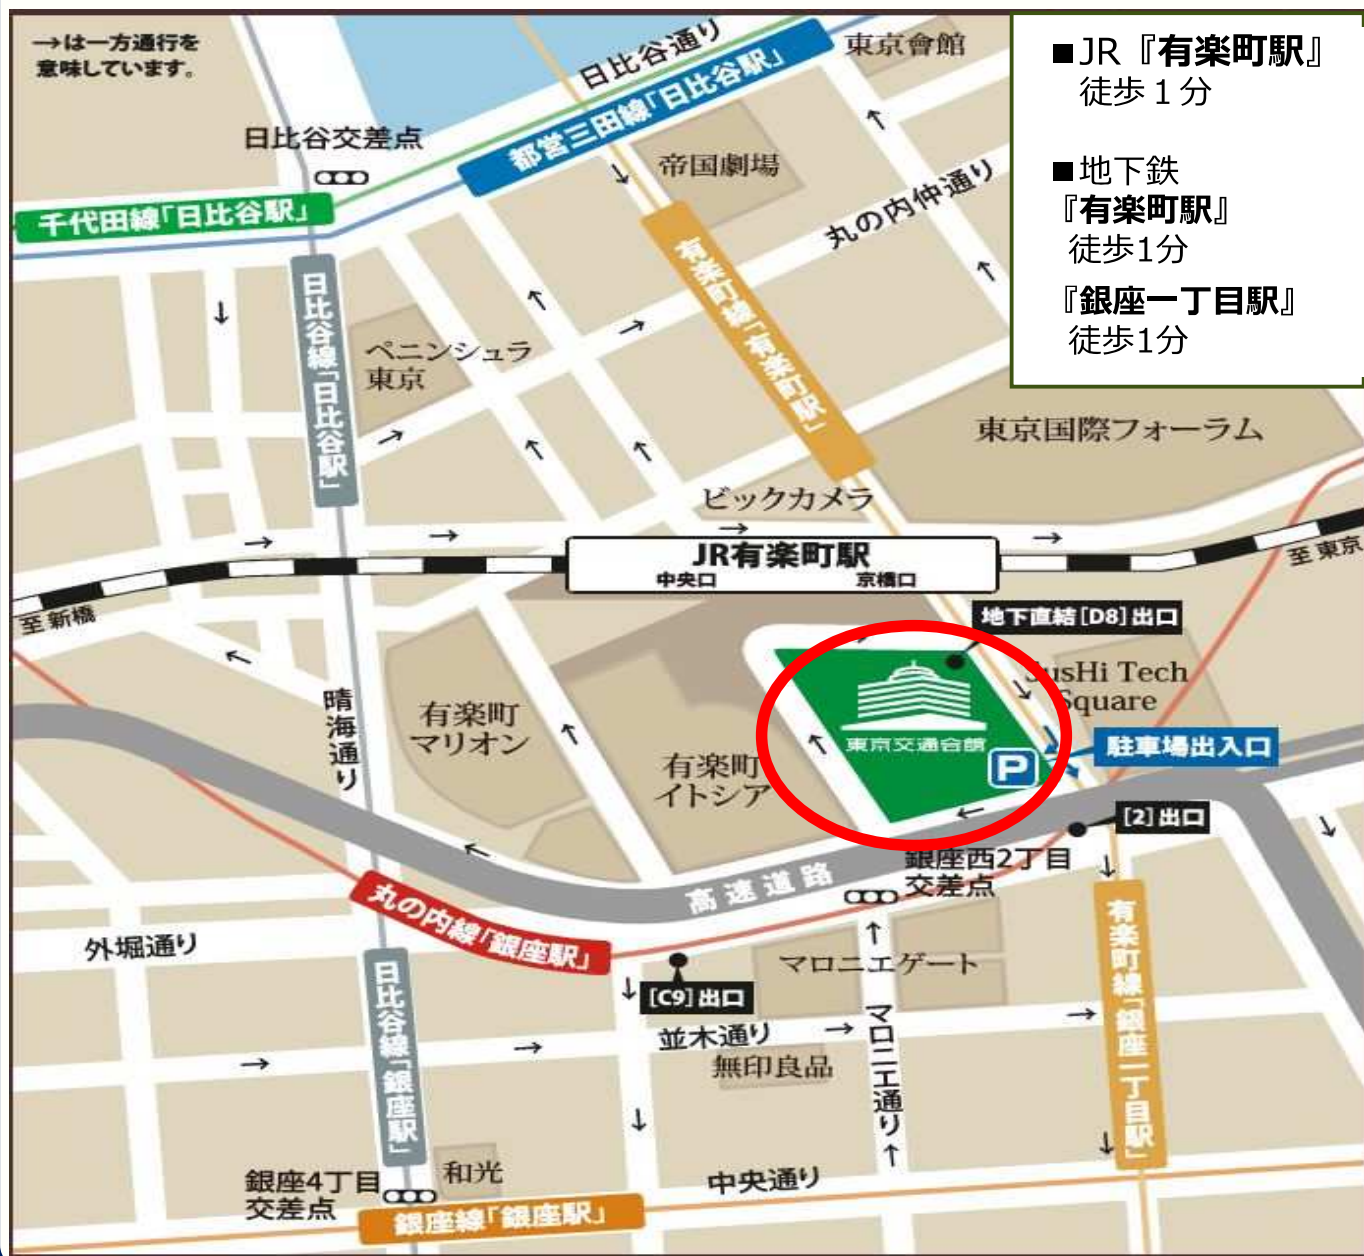 →は一方通行を
意味しています。
日比谷通り
東京會館
都営三田線「日比谷駅」
日比谷交差点
帝国劇場
千代田線「日比谷駅」
丸の内仲通り
■JR『有楽町駅』
徒歩１分
■地下鉄
『有楽町駅』
徒歩1分
『銀座一丁目駅』
徒歩1分
日比谷線「日比谷駅」
有楽町線「有楽町駅」
ペニンシュラ
東京
東京国際フォーラム
ビックカメラ
JR有楽町駅
中央口
京橋口
至 東京
至 新橋
地下直結[D8]出口
SusHi Tech
Square
晴海通り
有楽町
マリオン
有楽町
イトシア
東京交通会館
P
駐車場出入口
[2]出口
銀座西2丁目
交差点
高速道路
丸の内線「銀座駅」
外堀通り
マロニエゲート
[C9]出口
並木通り
無印良品
マロニエ通り
有楽町線「銀座一丁目駅」
日比谷線「銀座駅」
和光
銀座4丁目
交差点
中央通り
銀座線「銀座駅」